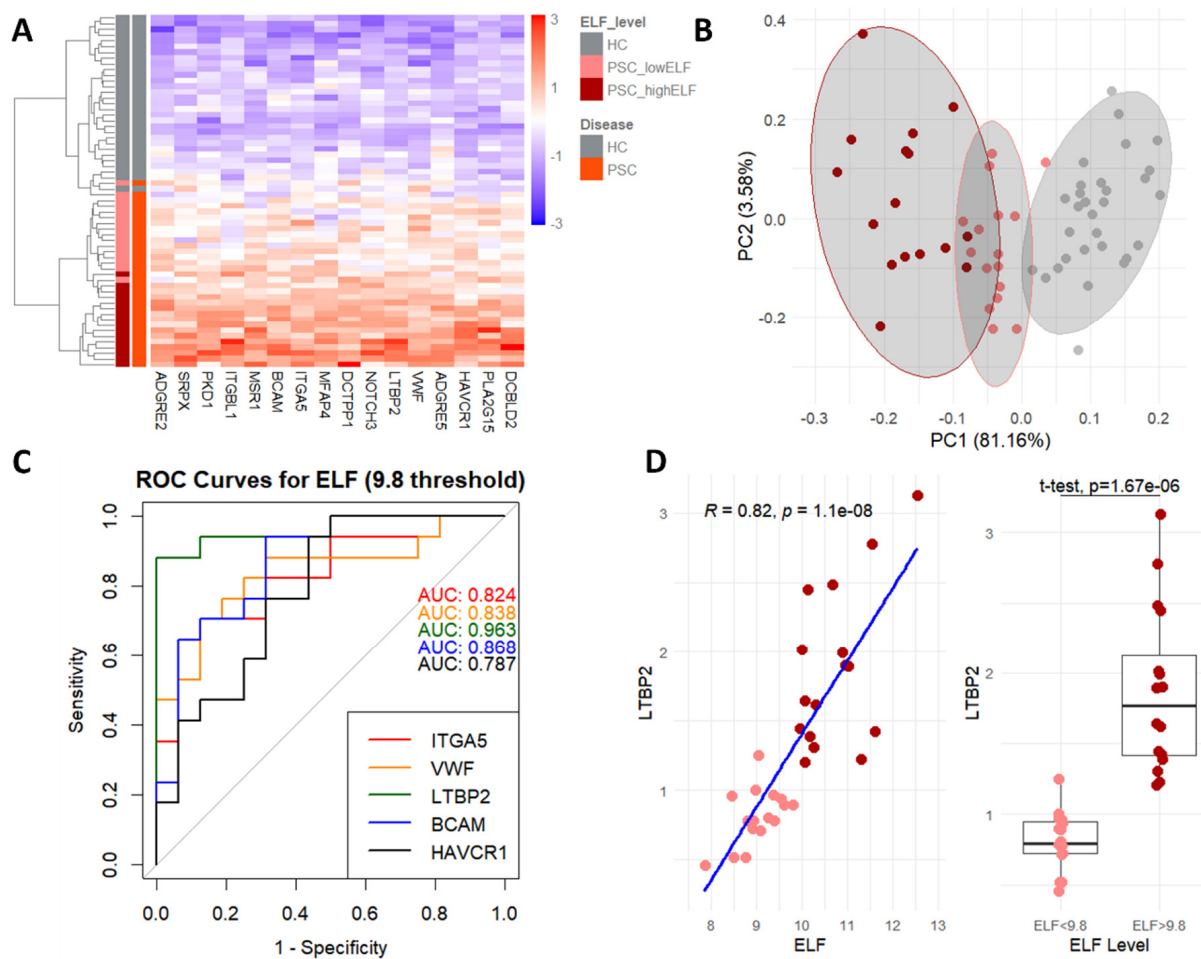 A
3
1
-1
-3
ELF_level
HC
PSC_lowELF
PSC_highELF
Disease
HC
PSC
ADGRE2
SRPX
PKD1
ITGBL1
MSR1
BCAM
ITGA5
MFAP4
DCTPP1
NOTCH3
LTBP2
VWF
ADGRE5
HAVCR1
PLA2G15
DCBLD2
B
PC2 (3.58%)
0.4
0.2
0.0
-0.2
-0.3 -0.2 -0.1 0.0 0.1 0.2
PC1 (81.16%)
C
ROC Curves for ELF (9.8 threshold)
Sensitivity
1.0
0.8
0.6
0.4
0.2
0.0
AUC: 0.824
AUC: 0.838
AUC: 0.963
AUC: 0.868
AUC: 0.787
ITGA5
VWF
LTBP2
BCAM
HAVCR1
0.0 0.2 0.4 0.6 0.8 1.0
1 - Specificity
D
R = 0.82, p = 1.1e-08
LTBP2
3
2
1
8 9 10 11 12 13
ELF
t-test, p=1.67e-06
LTBP2
3
2
1
ELF<9.8 ELF>9.8
ELF Level